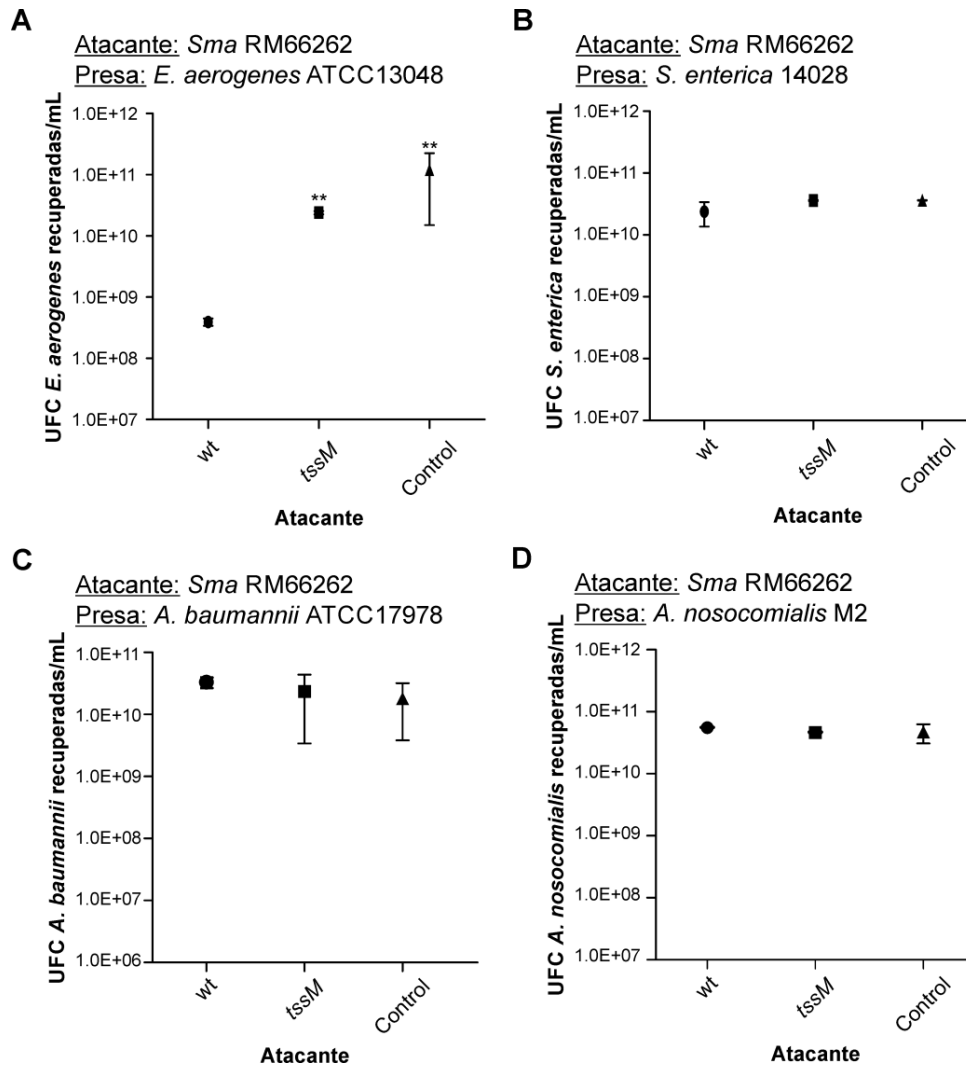 A
Atacante: Sma RM66262
Presa: E. aerogenes ATCC13048
UFC E. aerogenes recuperadas/mL
1.0E+12
1.0E+11
1.0E+10
1.0E+09
1.0E+08
1.0E+07
**
**
wt
tssM
Control
Atacante
B
Atacante: Sma RM66262
Presa: S. enterica 14028
UFC S. enterica recuperadas/mL
1.0E+12
1.0E+11
1.0E+10
1.0E+09
1.0E+08
1.0E+07
wt
tssM
Control
Atacante
C
Atacante: Sma RM66262
Presa: A. baumannii ATCC17978
UFC A. baumannii recuperadas/mL
1.0E+11
1.0E+10
1.0E+09
1.0E+08
1.0E+07
1.0E+06
wt
tssM
Control
Atacante
D
Atacante: Sma RM66262
Presa: A. nosocomialis M2
UFC A. nosocomialis recuperadas/mL
1.0E+12
1.0E+11
1.0E+10
1.0E+09
1.0E+08
1.0E+07
wt
tssM
Control
Atacante